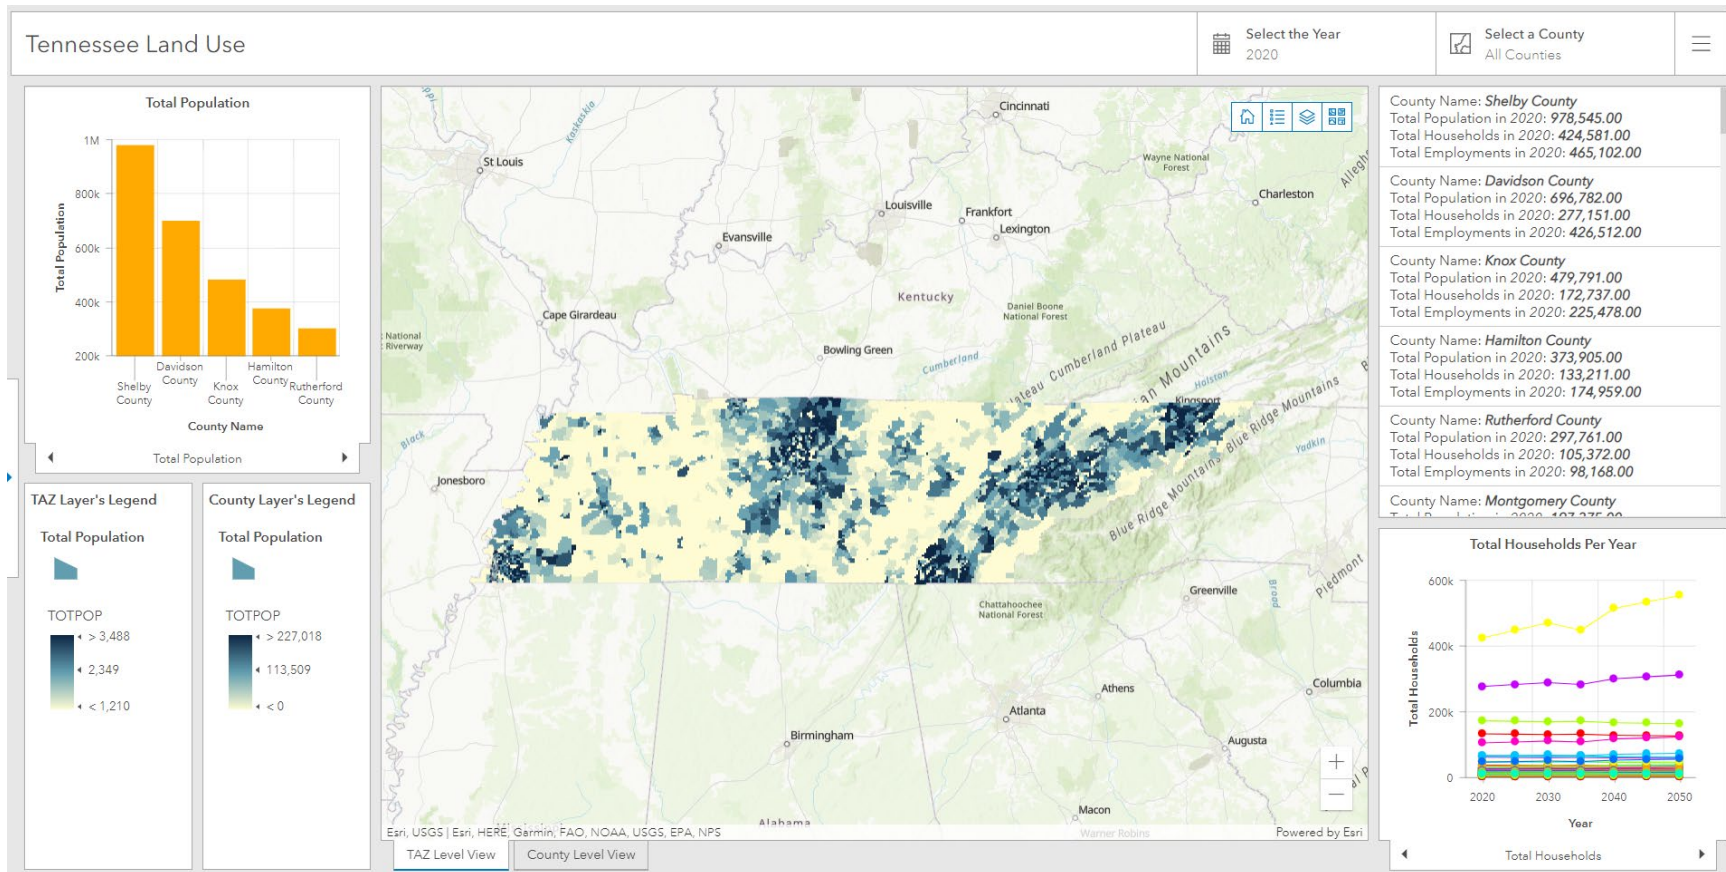 Tennessee Land Use
Select the Year
2020
Select a County
All Counties
Total Population
1M
800k
600k
400k
200k
Total Population
Shelby County
Davidson County
Knox County
Hamilton County
Rutherford County
County Name
Total Population
TAZ Layer's Legend
Total Population
TOTPOP
> 3,488
2,349
< 1,210
County Layer's Legend
Total Population
TOTPOP
> 227,018
113,509
< 0
Cincinnati
Kaskaskia
St Louis
Wayne National
Forest
Charleston
Louisville
Frankfort
Lexington
Evansville
Kentucky
Daniel Boone
National Forest
Cape Girardeau
National
Riverway
Bowling Green
Cumberland
Cumberland Plateau
Holston
Kingsport
Blue Ridge Mountains
Blue Ridge Mountains
Yadkin
Black
Jonesboro
Piedmont
Broad
Greenville
Chattahoochee
National Forest
Columbia
Athens
Atlanta
Birmingham
Augusta
Macon
Alabama
Warner Robins
Esri, USGS | Esri, HERE, Garmin, FAO, NOAA, USGS, EPA, NPS
Powered by Esri
TAZ Level View
County Level View
County Name: Shelby County
Total Population in 2020: 978,545.00
Total Households in 2020: 424,581.00
Total Employments in 2020: 465,102.00
County Name: Davidson County
Total Population in 2020: 696,782.00
Total Households in 2020: 277,151.00
Total Employments in 2020: 426,512.00
County Name: Knox County
Total Population in 2020: 479,791.00
Total Households in 2020: 172,737.00
Total Employments in 2020: 225,478.00
County Name: Hamilton County
Total Population in 2020: 373,905.00
Total Households in 2020: 133,211.00
Total Employments in 2020: 174,959.00
County Name: Rutherford County
Total Population in 2020: 297,761.00
Total Households in 2020: 105,372.00
Total Employments in 2020: 98,168.00
County Name: Montgomery County
Total Households Per Year
600k
400k
200k
0
Total Households
2020
2030
2040
2050
Year
Total Households